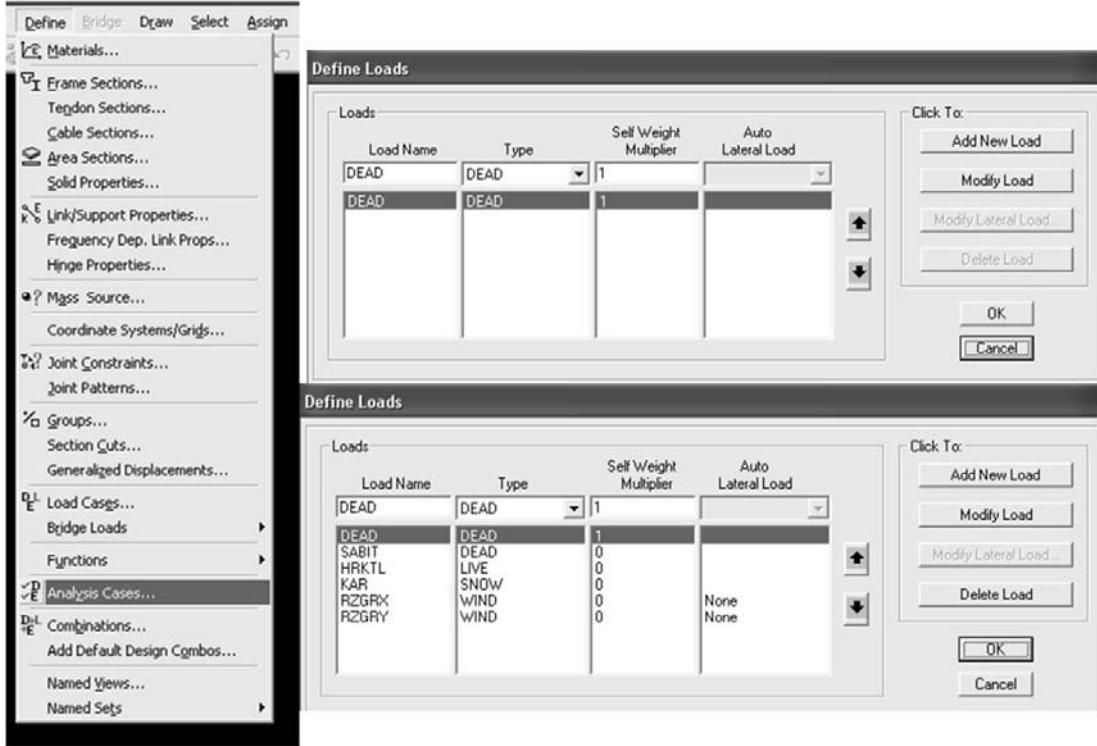 Define Bridge Draw Select Assign
Materials...
Frame Sections...
Tendon Sections...
Cable Sections...
Area Sections...
Solid Properties...
Link/Support Properties...
Frequency Dep. Link Props...
Hinge Properties...
Mass Source...
Coordinate Systems/Grids...
Joint Constraints...
Joint Patterns...
Groups...
Section Cuts...
Generalized Displacements...
Load Cases...
Bridge Loads
Functions
Analysis Cases...
Combinations...
Add Default Design Combos...
Named Views...
Named Sets
Define Loads
Loads
Load Name Type Self Weight Multiplier Auto Lateral Load
DEAD DEAD 1
DEAD DEAD 1
Click To:
Add New Load
Modify Load
Modify Lateral Load...
Delete Load
OK
Cancel
Define Loads
Loads
Load Name Type Self Weight Multiplier Auto Lateral Load
DEAD DEAD 1
DEAD DEAD 1
SABIT DEAD 0
HRKTL LIVE 0
KAR SNOW 0
RZGRX WIND 0 None
RZGRY WIND 0 None
Click To:
Add New Load
Modify Load
Modify Lateral Load...
Delete Load
OK
Cancel